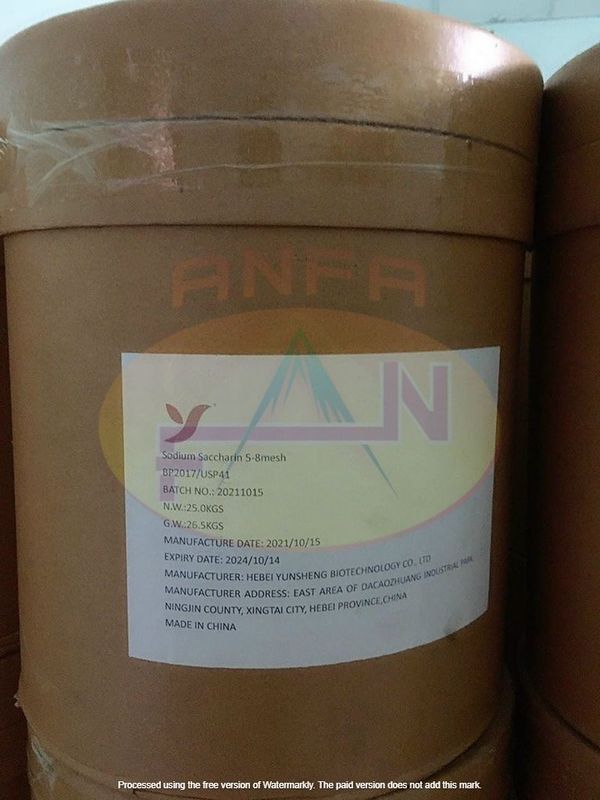 ANFA
AN
Sodium Saccharin 5-8mesh
BP2017/USP41
BATCH NO.: 20211015
N.W.:25.0KGS
G.W.:26.5KGS
MANUFACTURE DATE: 2021/10/15
EXPIRY DATE: 2024/10/14
MANUFACTURER: HEBEI YUNSHENG BIOTECHNOLOGY CO., LTD
MANUFACTURER ADDRESS: EAST AREA OF DACAOZHUANG INDUSTRIAL PARK,
NINGJIN COUNTY, XINGTAI CITY, HEBEI PROVINCE,CHINA
MADE IN CHINA
Processed using the free version of Watermarkly. The paid version does not add this mark.